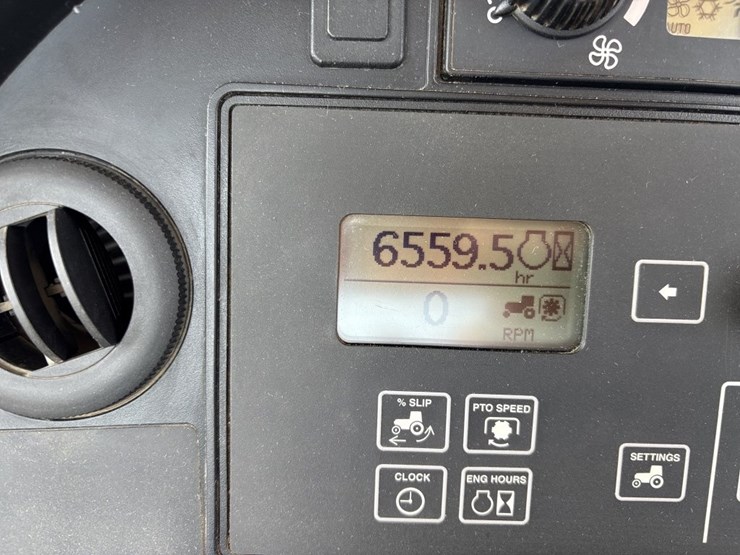 AUTO
6559.5
hr
0
RPM
% SLIP
PTO SPEED
CLOCK
ENG HOURS
SETTINGS